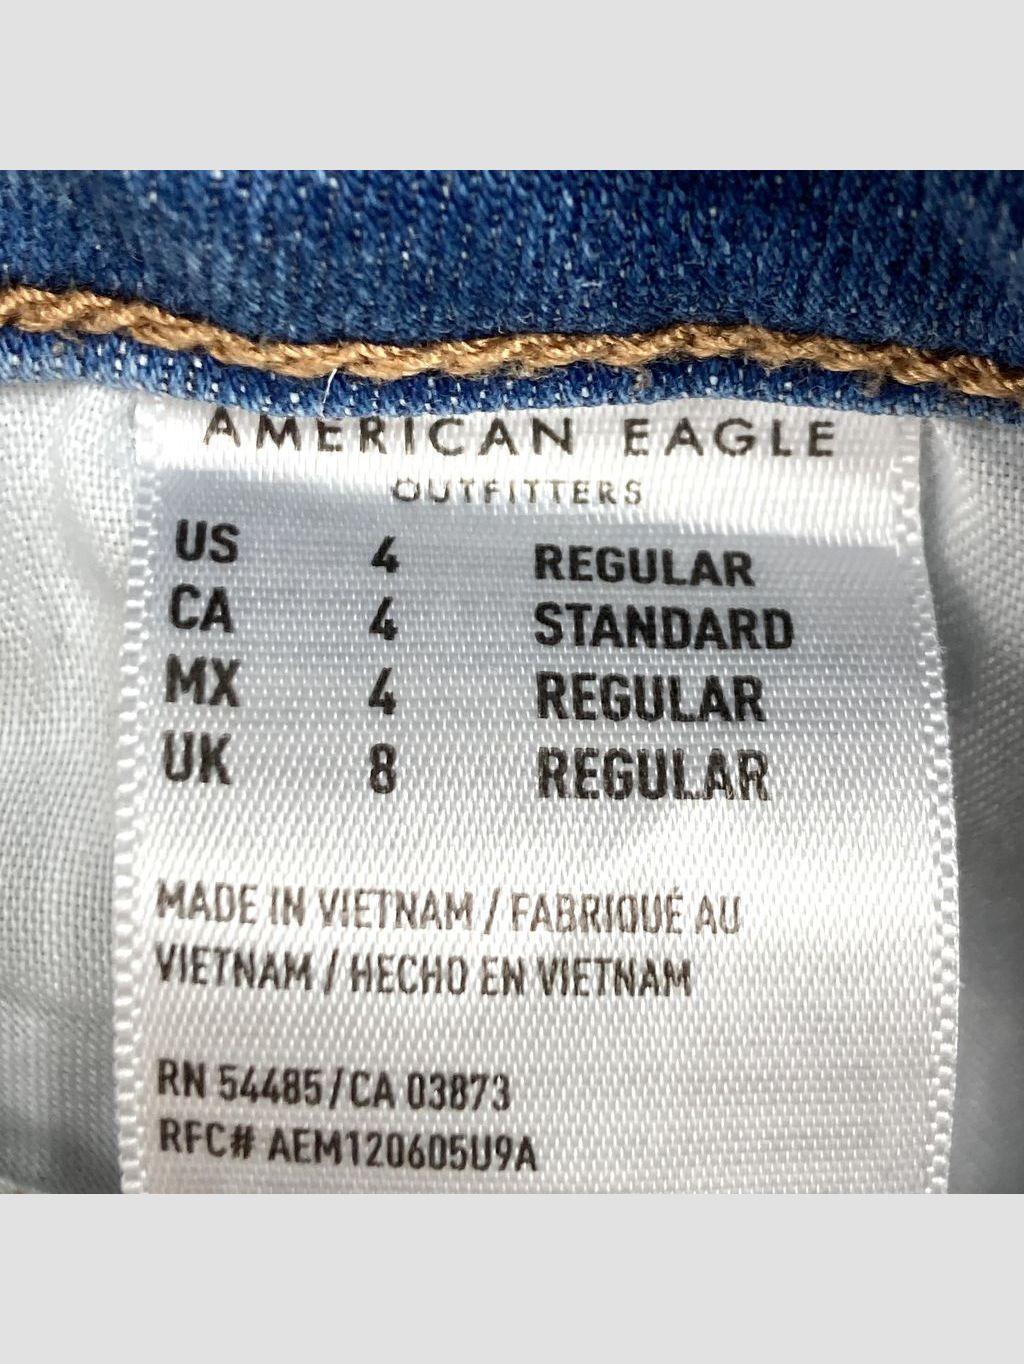 AMERICAN EAGLE
OUTFITTERS
US 4 REGULAR
CA 4 STANDARD
MX 4 REGULAR
UK 8 REGULAR
MADE IN VIETNAM / FABRIQUÉ AU
VIETNAM / HECHO EN VIETNAM
RN 54485/CA 03873
RFC# AEM120605U9A